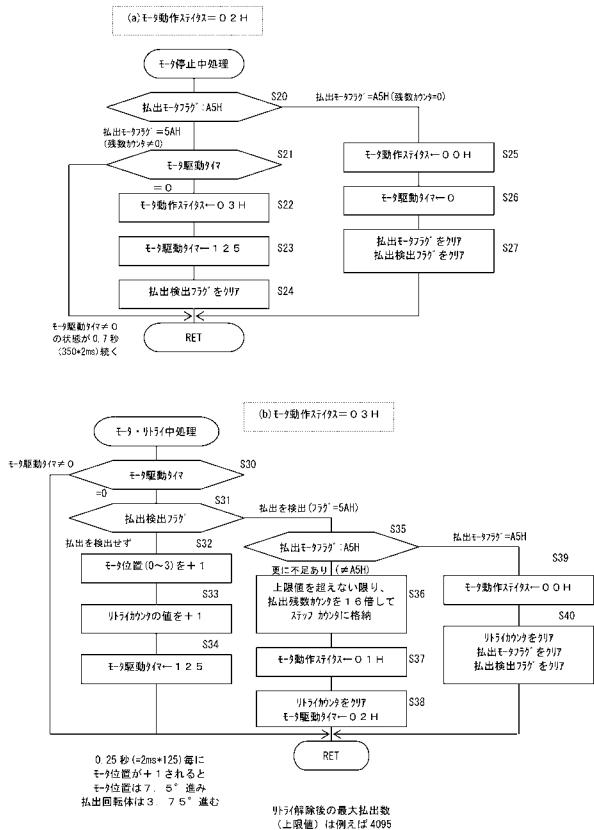 (a)ﾓｰﾀ動作ｽﾃｲﾀｽ=０２Ｈ
ﾓｰﾀ停止中処理
S20
払出ﾓｰﾀﾌﾗｸﾞ:A5H
払出ﾓｰﾀﾌﾗｸﾞ=A5H(残数ｶｳﾝﾀ=0)
払出ﾓｰﾀﾌﾗｸﾞ=5AH
(残数ｶｳﾝﾀ≠0)
S21
ﾓｰﾀ駆動ﾀｲﾏ
=０
ﾓｰﾀ動作ｽﾃｲﾀｽ←０３Ｈ
S22
ﾓｰﾀ駆動ﾀｲﾏ←１２５
S23
払出検出ﾌﾗｸﾞをｸﾘｱ
S24
ﾓｰﾀ動作ｽﾃｲﾀｽ←００Ｈ
S25
ﾓｰﾀ駆動ﾀｲﾏｰ←０
S26
払出ﾓｰﾀﾌﾗｸﾞをｸﾘｱ
払出検出ﾌﾗｸﾞをｸﾘｱ
S27
ﾓｰﾀ駆動ﾀｲﾏ≠０
の状態が０.７秒
(350*2ms)続く
RET
(b)ﾓｰﾀ動作ｽﾃｲﾀｽ=０３Ｈ
ﾓｰﾀ・ﾘﾄﾗｲ中処理
ﾓｰﾀ駆動ﾀｲﾏ≠０
S30
ﾓｰﾀ駆動ﾀｲﾏ
=0
S31
払出検出ﾌﾗｸﾞ
払出を検出(ﾌﾗｸﾞ=5AH)
払出を検出せず
S32
ﾓｰﾀ位置(0～3)を＋１
S33
ﾘﾄﾗｲｶｳﾝﾀの値を＋１
S34
ﾓｰﾀ駆動ﾀｲﾏ←１２５
S35
払出ﾓｰﾀﾌﾗｸﾞ:A5H
払出ﾓｰﾀﾌﾗｸﾞ=A5H
更に不足あり (≠A5H)
上限値を超えない限り、
払出残数ｶｳﾝﾀを１６倍して
ｽﾃｯﾌﾟｶｳﾝﾀに格納
S36
ﾓｰﾀ動作ｽﾃｲﾀｽ←０１Ｈ
S37
ﾘﾄﾗｲｶｳﾝﾀをｸﾘｱ
ﾓｰﾀ駆動ﾀｲﾏｰ←０２Ｈ
S38
S39
ﾓｰﾀ動作ｽﾃｲﾀｽ←００Ｈ
S40
ﾘﾄﾗｲｶｳﾝﾀをｸﾘｱ
払出ﾓｰﾀﾌﾗｸﾞをｸﾘｱ
払出検出ﾌﾗｸﾞをｸﾘｱ
RET
0.25秒(=2ms*125)毎に
ﾓｰﾀ位置が＋１されると
ﾓｰﾀ位置は７．５°進み
払出回転体は３．７５°進む
ﾘﾄﾗｲ解除後の最大払出数
(上限値)は例えば4095